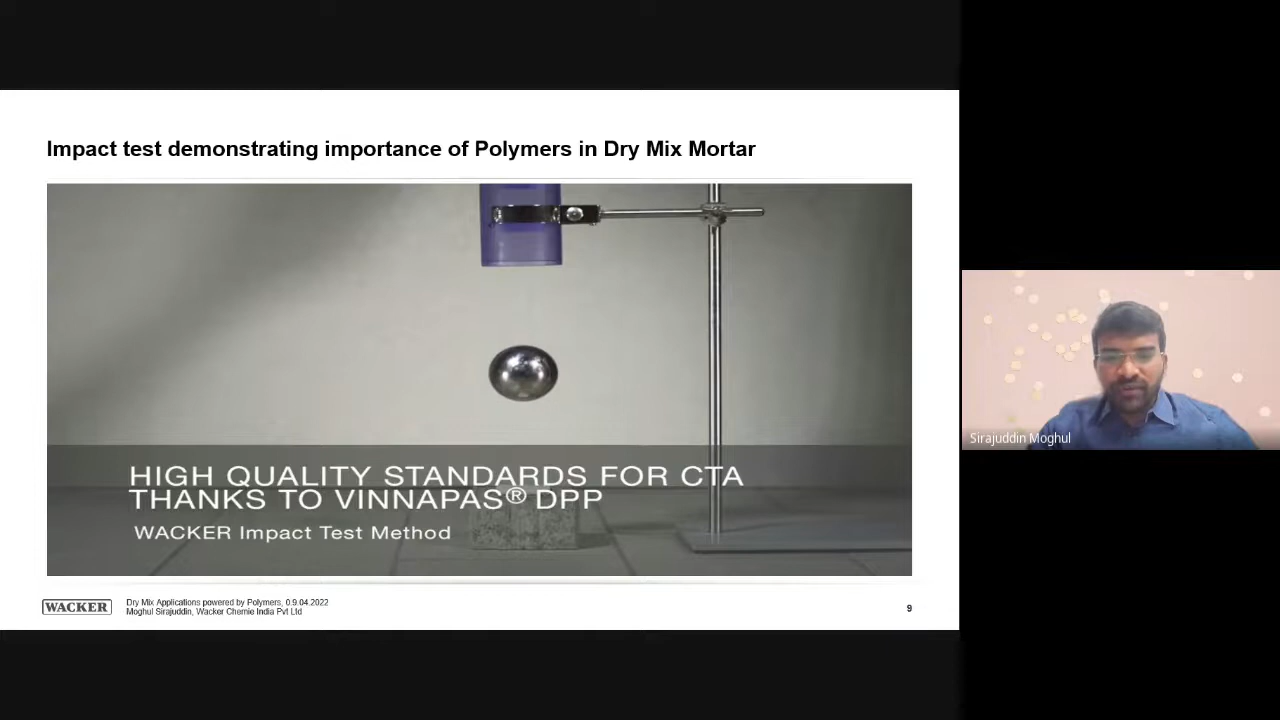 Impact test demonstrating importance of Polymers in Dry Mix Mortar
HIGH QUALITY STANDARDS FOR CTA
THANKS TO VINNAPAS® DPP
WACKER Impact Test Method
WACKER
Dry Mix Applications powered by Polymers, 0.9.04.2022
Moghul Sirajuddin, Wacker Chemie India Pvt Ltd
9
Sirajuddin Moghul